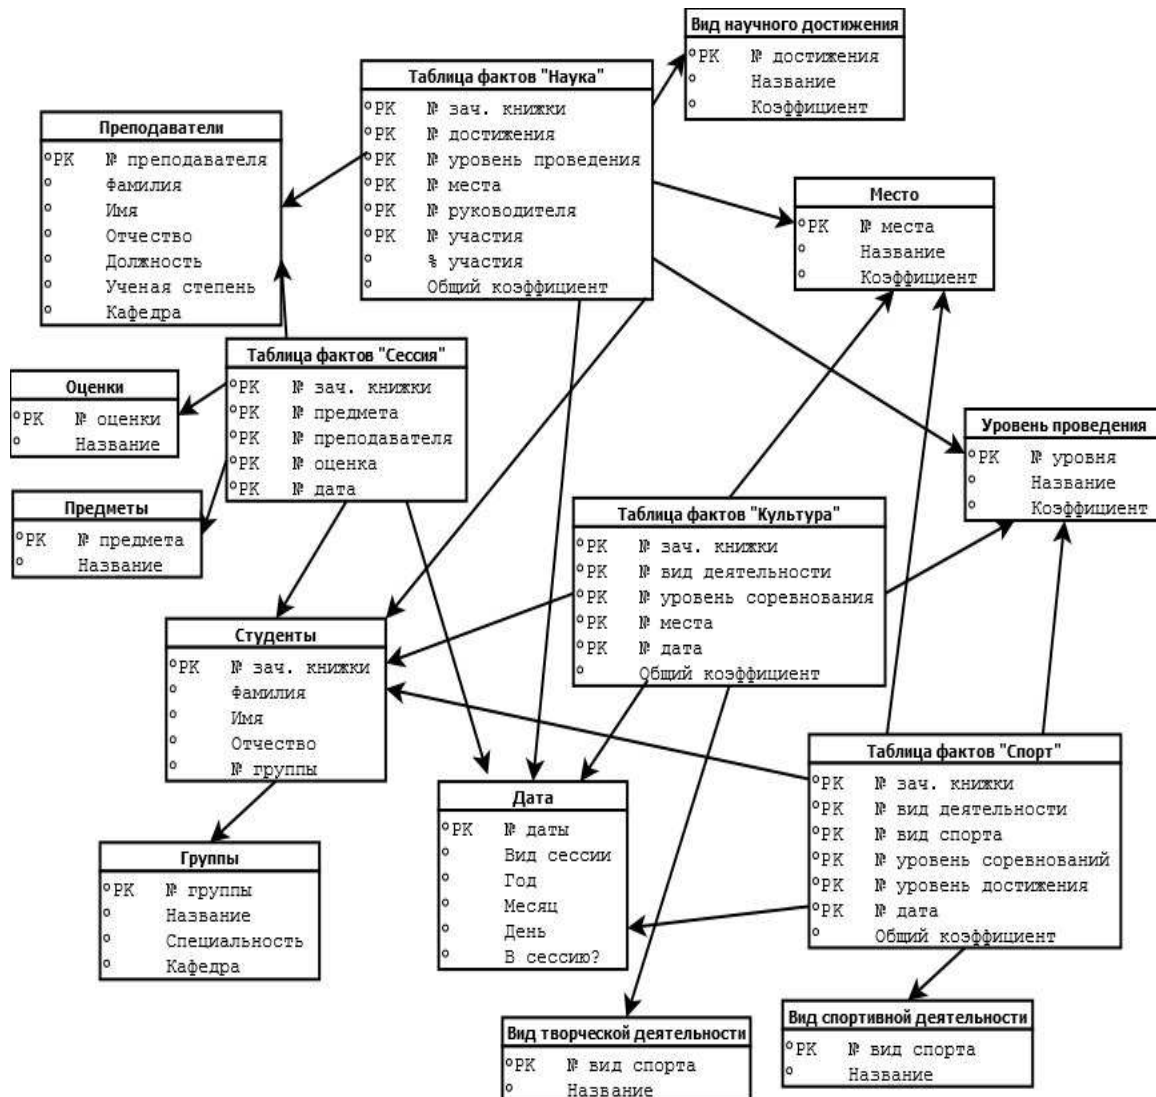 Вид научного достижения
PK № достижения
Название
Коэффициент
Таблица фактов "Наука"
PK № зач. книжки
PK № достижения
PK № уровень проведения
PK № места
PK № руководителя
PK № участия
% участия
Общий коэффициент
Преподаватели
PK № преподавателя
Фамилия
Имя
Отчество
Должность
Ученая степень
Кафедра
Место
PK № места
Название
Коэффициент
Таблица фактов "Сессия"
PK № зач. книжки
PK № предмета
PK № преподавателя
PK № оценка
PK № дата
Оценки
PK № оценки
Название
Уровень проведения
PK № уровня
Название
Коэффициент
Предметы
PK № предмета
Название
Таблица фактов "Культура"
PK № зач. книжки
PK № вид деятельности
PK № уровень соревнования
PK № места
PK № дата
Общий коэффициент
Студенты
PK № зач. книжки
Фамилия
Имя
Отчество
№ группы
Таблица фактов "Спорт"
PK № зач. книжки
PK № вид деятельности
PK № вид спорта
PK № уровень соревнований
PK № уровень достижения
PK № дата
Общий коэффициент
Дата
PK № даты
Вид сессии
Год
Месяц
День
В сессию?
Группы
PK № группы
Название
Специальность
Кафедра
Вид творческой деятельности
PK № вид спорта
Название
Вид спортивной деятельности
PK № вид спорта
Название